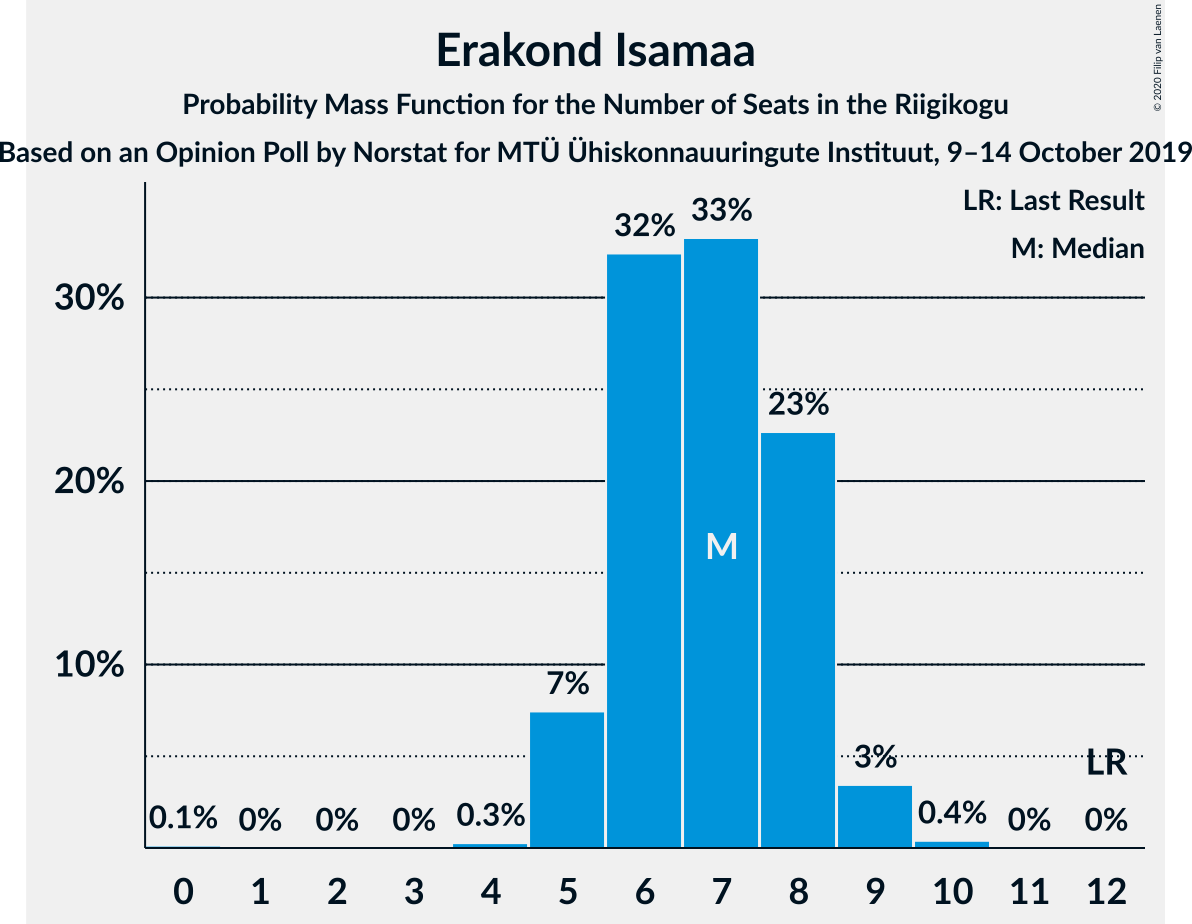 Erakond Isamaa
Probability Mass Function for the Number of Seats in the Riigikogu
Based on an Opinion Poll by Norstat for MTÜ Ühiskonnauuringute Instituut, 9–14 October 2019
© 2020 Filip van Laenen
LR: Last Result
M: Median
30%
20%
10%
0.1%
0%
0%
0%
0.3%
7%
32%
33%
23%
3%
0.4%
0%
0%
M
LR
0 1 2 3 4 5 6 7 8 9 10 11 12